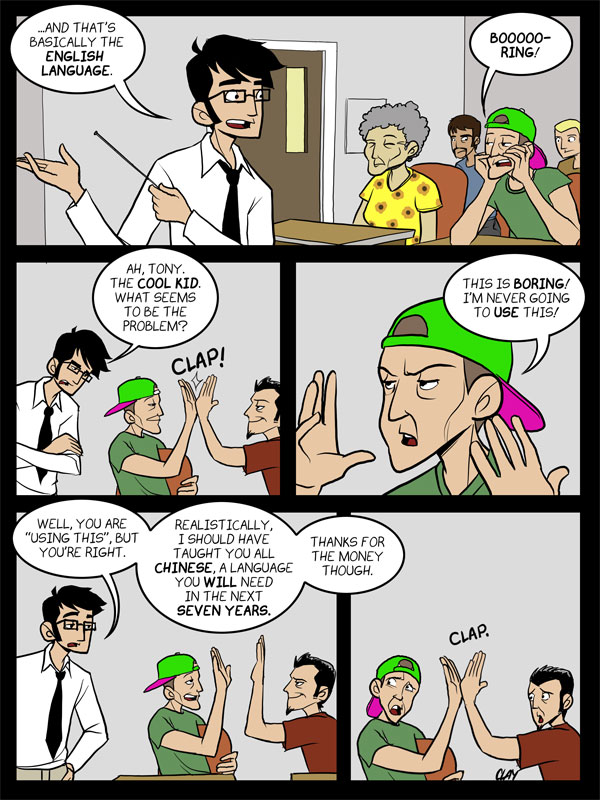 ...AND THAT'S
BASICALLY THE
ENGLISH
LANGUAGE.
BOOOOO-
RING!
AH, TONY.
THE COOL KID.
WHAT SEEMS
TO BE THE
PROBLEM?
CLAP!
THIS IS BORING!
I'M NEVER GOING
TO USE THIS!
WELL, YOU ARE
"USING THIS", BUT
YOU'RE RIGHT.
REALISTICALLY,
I SHOULD HAVE
TAUGHT YOU ALL
CHINESE, A LANGUAGE
YOU WILL NEED
IN THE NEXT
SEVEN YEARS.
THANKS FOR
THE MONEY
THOUGH.
CLAP.
CLAY